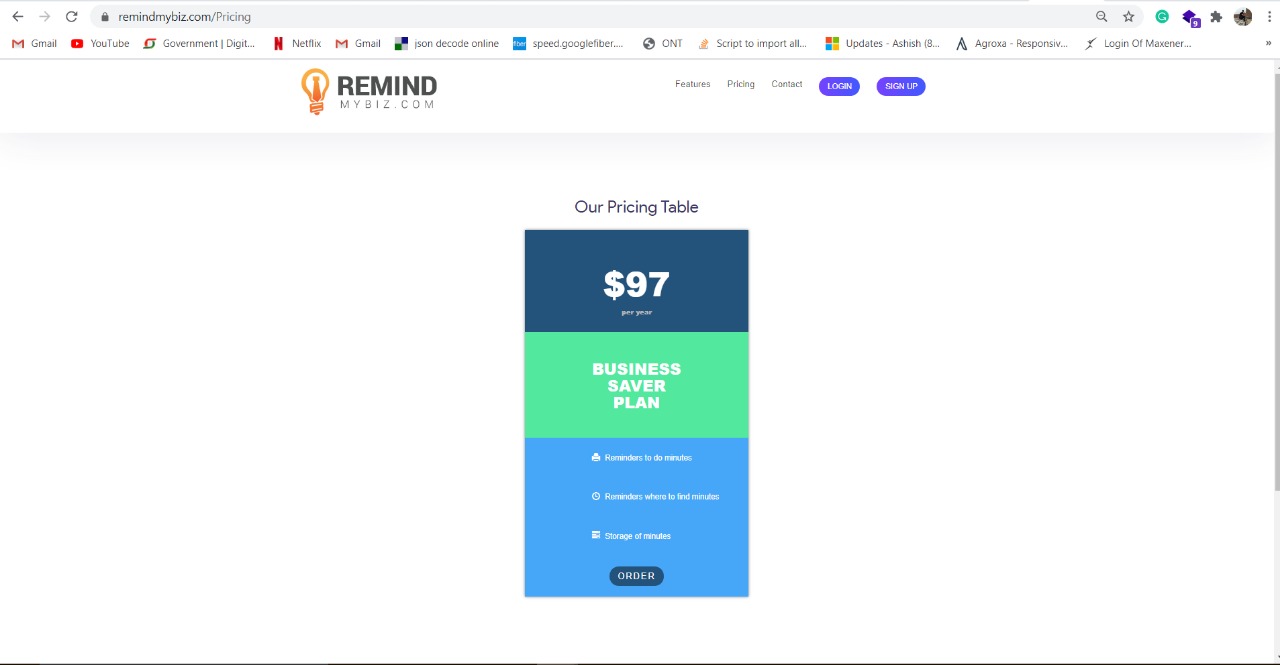 remindmybiz.com/Pricing
9
Gmail YouTube Government | Digit... Netflix Gmail json decode online fiber speed.googlefiber.... ONT Script to import all... Updates - Ashish (8... Agroxa - Responsiv... Login Of Maxener... »
REMIND
MYBIZ.COM
Features Pricing Contact LOGIN SIGN UP
Our Pricing Table
$97
per year
BUSINESS
SAVER
PLAN
Reminders to do minutes
Reminders where to find minutes
Storage of minutes
ORDER